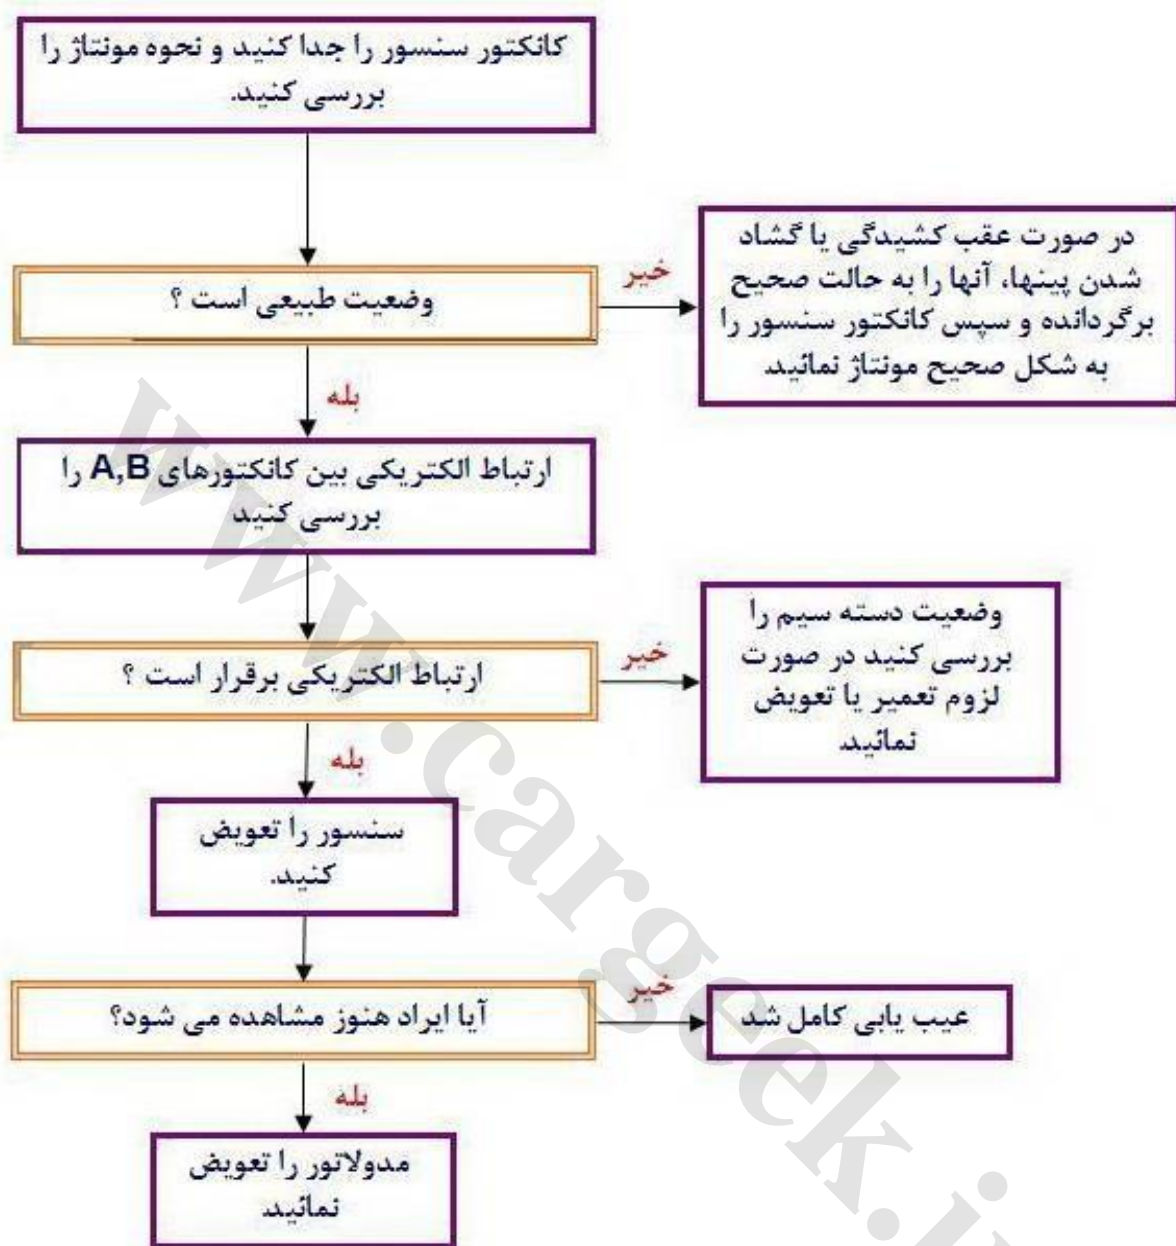 کانکتور سنسور را جدا کنید و نحوه مونتاژ را
بررسی کنید.
وضعیت طبیعی است ؟
خیر
در صورت عقب کشیدگی یا گشاد
شدن پینها، آنها را به حالت صحیح
برگردانده و سپس کانکتور سنسور را
به شکل صحیح مونتاژ نمائید.
بله
ارتباط الکتریکی بین کانکتورهای A,B را
بررسی کنید
ارتباط الکتریکی برقرار است ؟
خیر
وضعیت دسته سیم را
بررسی کنید در صورت
لزوم تعمیر یا تعویض
نمائید.
بله
سنسور را تعویض
کنید.
آیا ایراد هنوز مشاهده می شود؟
خیر
عیب یابی کامل شد
بله
مدولاتور را تعویض
نمائید.
www.cargeek.ir